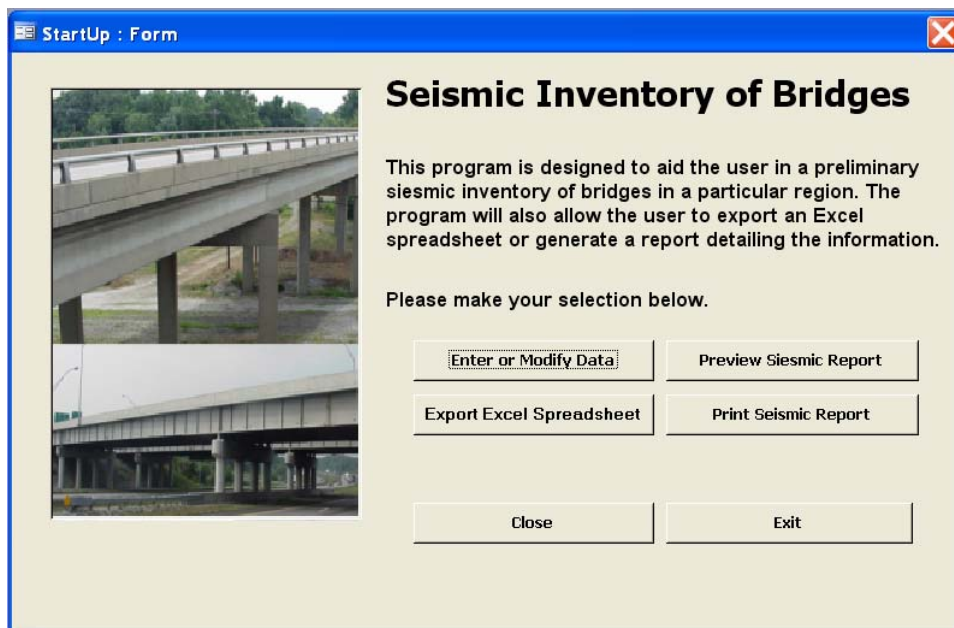 StartUp : Form
Seismic Inventory of Bridges
This program is designed to aid the user in a preliminary
siesmic inventory of bridges in a particular region. The
program will also allow the user to export an Excel
spreadsheet or generate a report detailing the information.
Please make your selection below.
Enter or Modify Data
Preview Siesmic Report
Export Excel Spreadsheet
Print Seismic Report
Close
Exit